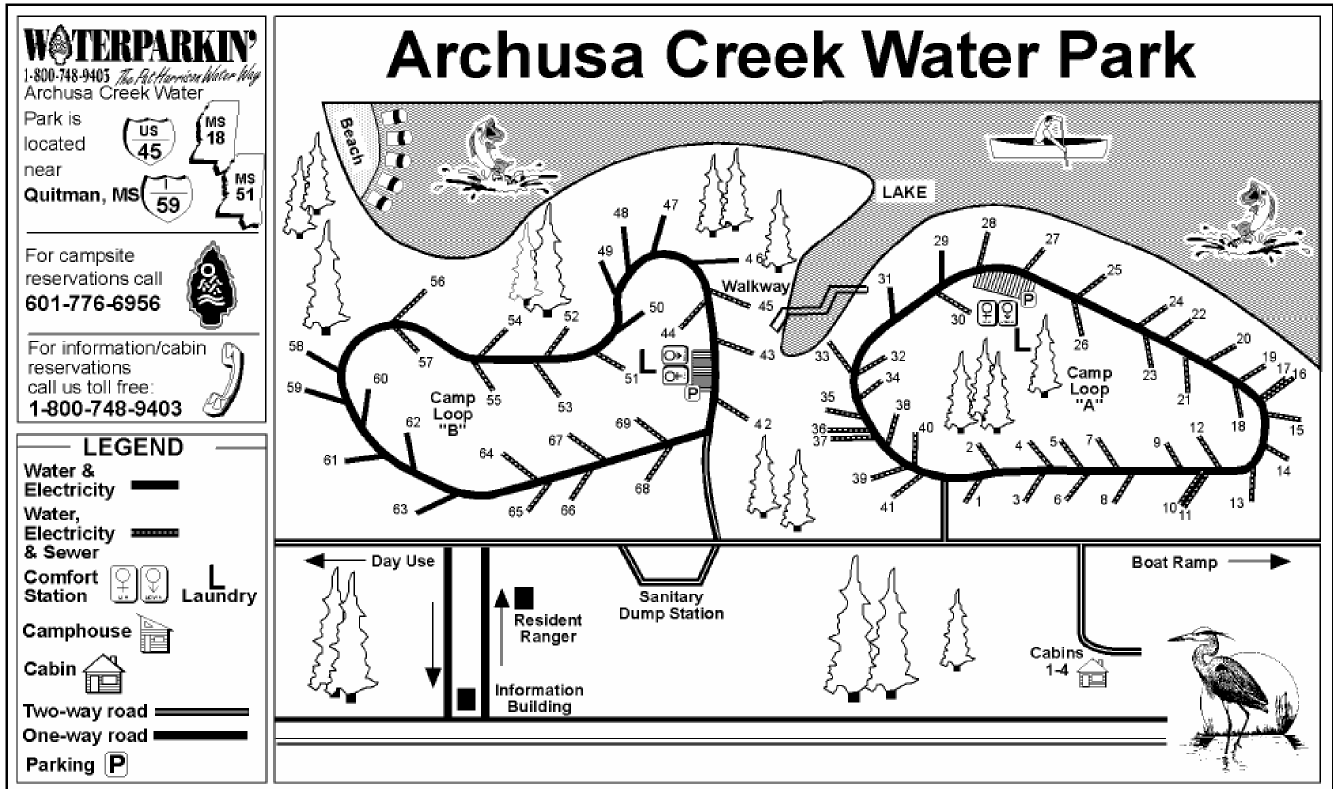 Archusa Creek Water Park
WATERPARKIN'
1-800-748-9403 The Pat Harrison Water Way
Archusa Creek Water
Park is
located
near
Quitman, MS
US
45
MS
18
I
59
MS
51
For campsite
reservations call
601-776-6956
For information/cabin
reservations
call us toll free:
1-800-748-9403
LEGEND
Water &
Electricity
Water,
Electricity
& Sewer
Comfort
Station
L
Laundry
Camphouse
Cabin
Two-way road
One-way road
Parking P
Beach
LAKE
Walkway
47
48
49
46
45
44
43
42
50
51
52
53
54
55
56
57
58
59
60
61
62
63
64
65
66
67
68
69
L
P
Camp
Loop
"B"
28
27
29
25
31
30
24
22
26
20
19
17
16
23
21
18
15
14
13
33
32
34
35
36
37
38
40
39
41
2
1
4
3
5
6
7
8
9
10
11
12
P
L
Camp
Loop
"A"
Day Use
Resident
Ranger
Information
Building
Sanitary
Dump Station
Boat Ramp
Cabins
1-4